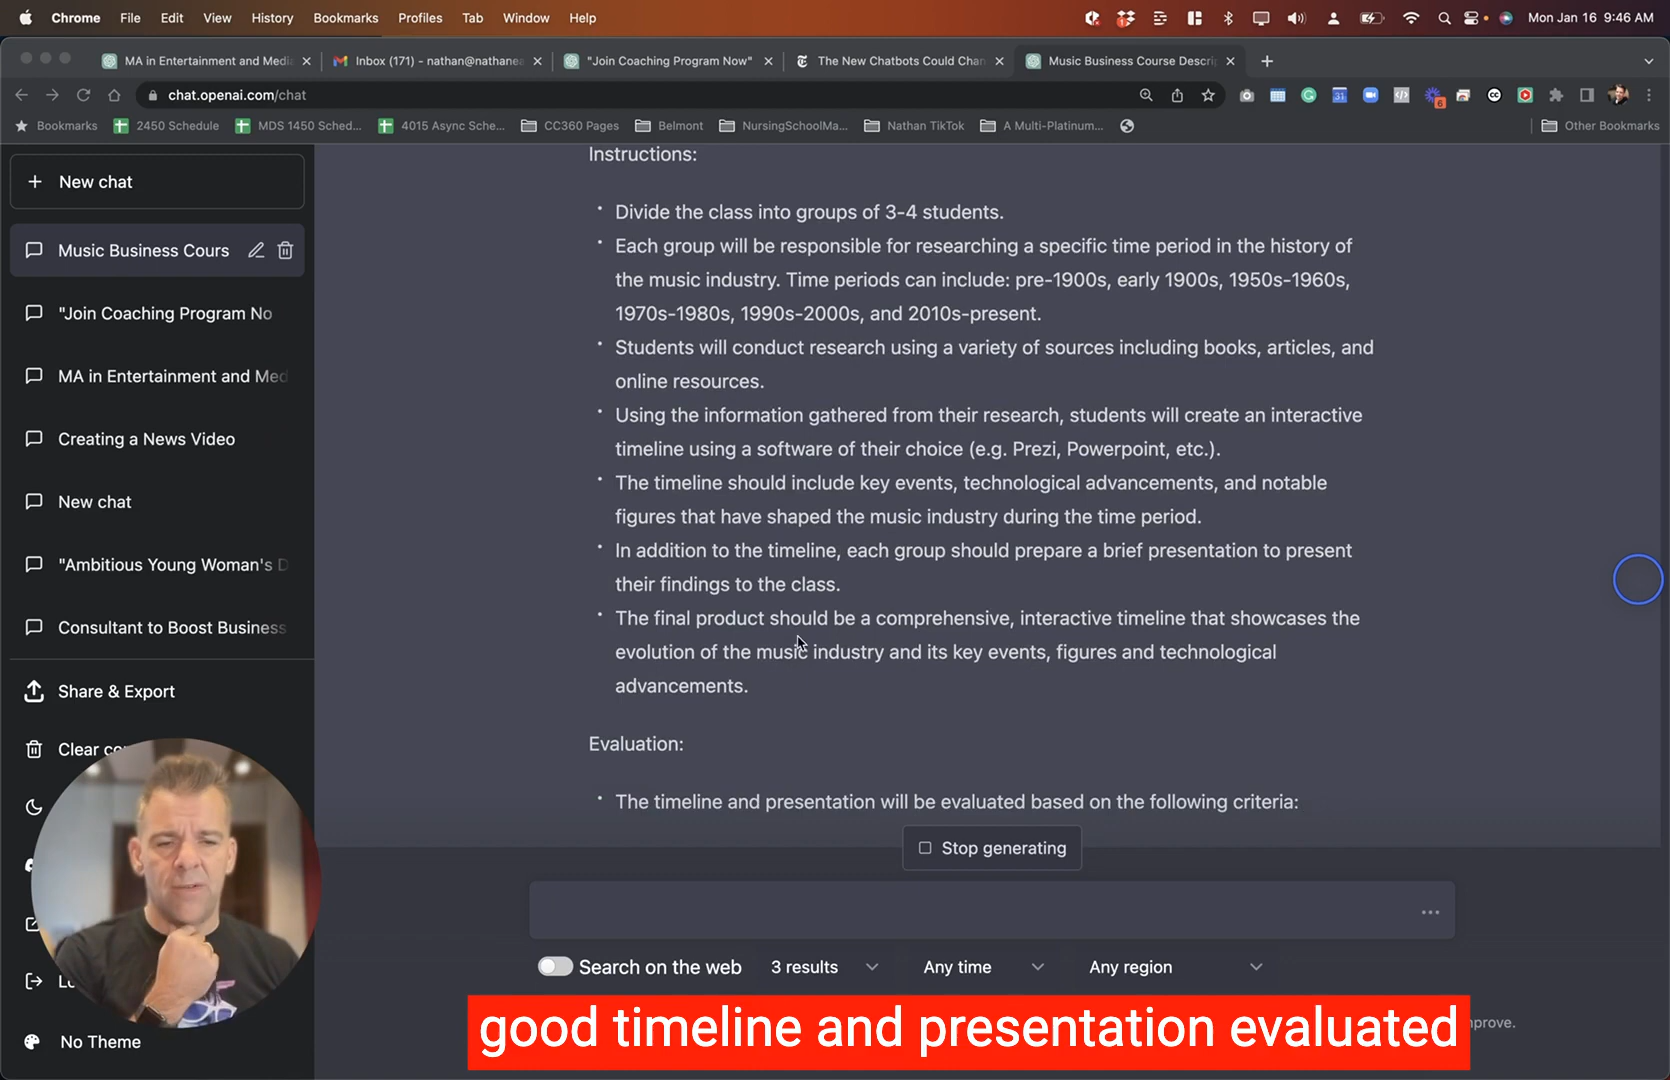 Chrome File Edit View History Bookmarks Profiles Tab Window Help Mon Jan 16 9:46 AM
MA in Entertainment and Media Inbox (171) - nathan@nathanea "Join Coaching Program Now" The New Chatbots Could Chan Music Business Course Descrip
chat.openai.com/chat
Bookmarks 2450 Schedule MDS 1450 Sched... 4015 Async Sche... CC360 Pages Belmont NursingSchoolMa... Nathan TikTok A Multi-Platinum... Other Bookmarks
New chat
Music Business Cours
"Join Coaching Program No
MA in Entertainment and Med
Creating a News Video
New chat
"Ambitious Young Woman's D
Consultant to Boost Business
Share & Export
Clear co
No Theme
Instructions:
• Divide the class into groups of 3-4 students.
• Each group will be responsible for researching a specific time period in the history of
the music industry. Time periods can include: pre-1900s, early 1900s, 1950s-1960s,
1970s-1980s, 1990s-2000s, and 2010s-present.
• Students will conduct research using a variety of sources including books, articles, and
online resources.
• Using the information gathered from their research, students will create an interactive
timeline using a software of their choice (e.g. Prezi, Powerpoint, etc.).
• The timeline should include key events, technological advancements, and notable
figures that have shaped the music industry during the time period.
• In addition to the timeline, each group should prepare a brief presentation to present
their findings to the class.
• The final product should be a comprehensive, interactive timeline that showcases the
evolution of the music industry and its key events, figures and technological
advancements.
Evaluation:
• The timeline and presentation will be evaluated based on the following criteria:
Stop generating
Search on the web 3 results Any time Any region
good timeline and presentation evaluated
prove.